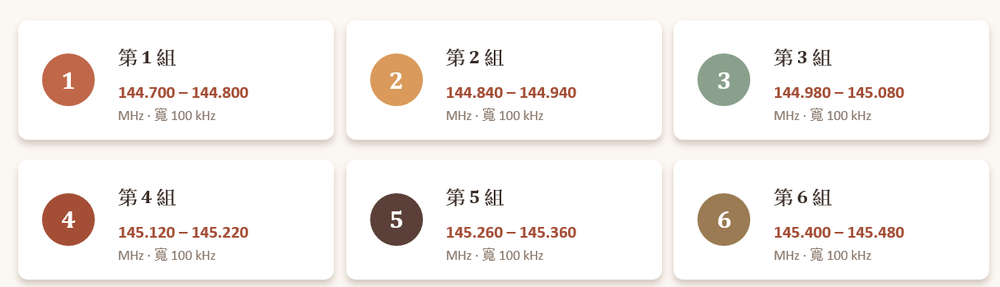 1
第 1 組
144.700 – 144.800
MHz · 寬 100 kHz
2
第 2 組
144.840 – 144.940
MHz · 寬 100 kHz
3
第 3 組
144.980 – 145.080
MHz · 寬 100 kHz
4
第 4 組
145.120 – 145.220
MHz · 寬 100 kHz
5
第 5 組
145.260 – 145.360
MHz · 寬 100 kHz
6
第 6 組
145.400 – 145.480
MHz · 寬 100 kHz